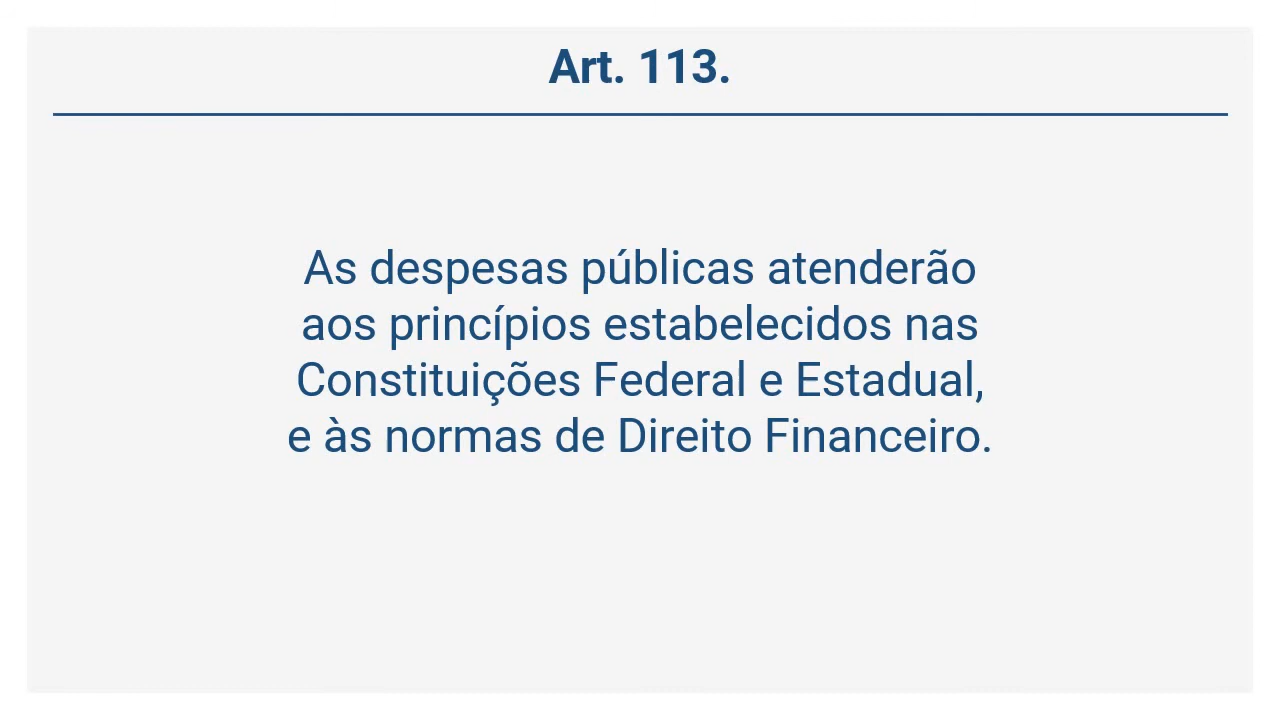 Art. 113.
As despesas públicas atenderão
aos princípios estabelecidos nas
Constituições Federal e Estadual,
e às normas de Direito Financeiro.